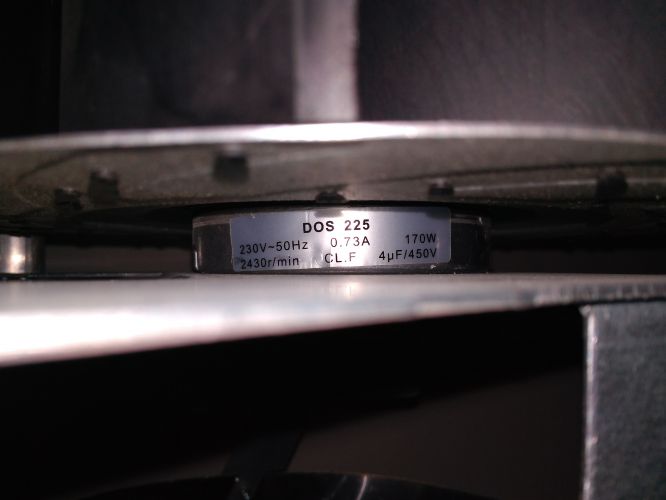 DOS 225
230V~50Hz 0.73A 170W
2430r/min CL.F 4µF/450V